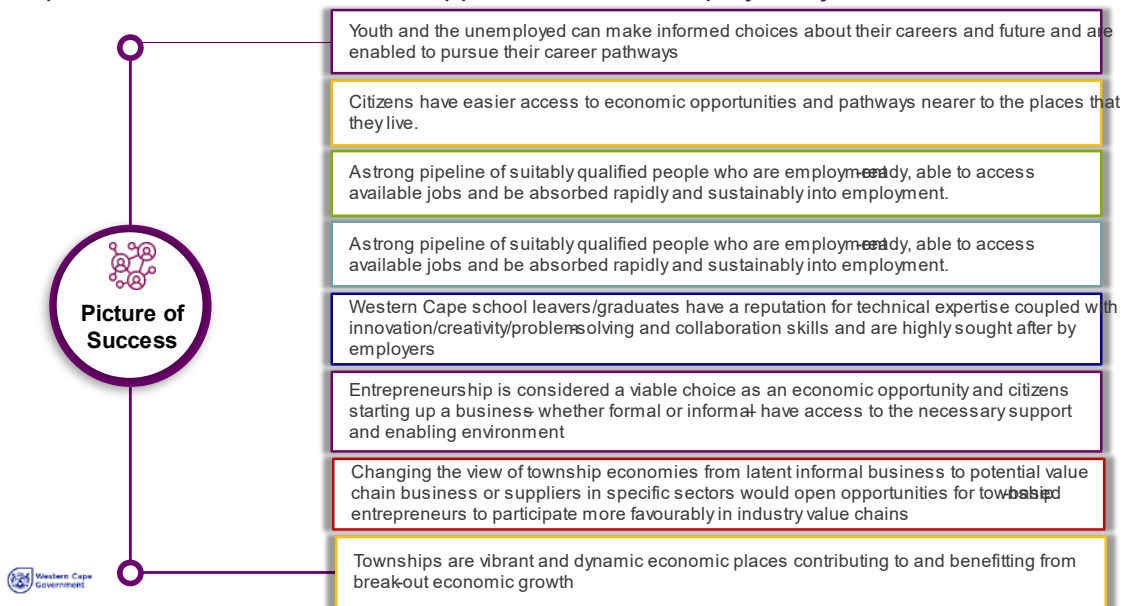 Youth and the unemployed can make informed choices about their careers and future and are
enabled to pursue their career pathways
Citizens have easier access to economic opportunities and pathways nearer to the places that
they live.
A strong pipeline of suitably qualified people who are employment-ready, able to access
available jobs and be absorbed rapidly and sustainably into employment.
A strong pipeline of suitably qualified people who are employment-ready, able to access
available jobs and be absorbed rapidly and sustainably into employment.
Picture of
Success
Western Cape school leavers/graduates have a reputation for technical expertise coupled with
innovation/creativity/problem-solving and collaboration skills and are highly sought after by
employers
Entrepreneurship is considered a viable choice as an economic opportunity and citizens
starting up a business – whether formal or informal – have access to the necessary support
and enabling environment
Changing the view of township economies from latent informal business to potential value
chain business or suppliers in specific sectors would open opportunities for township-based
entrepreneurs to participate more favourably in industry value chains
Townships are vibrant and dynamic economic places contributing to and benefitting from
break-out economic growth
Western Cape
Government